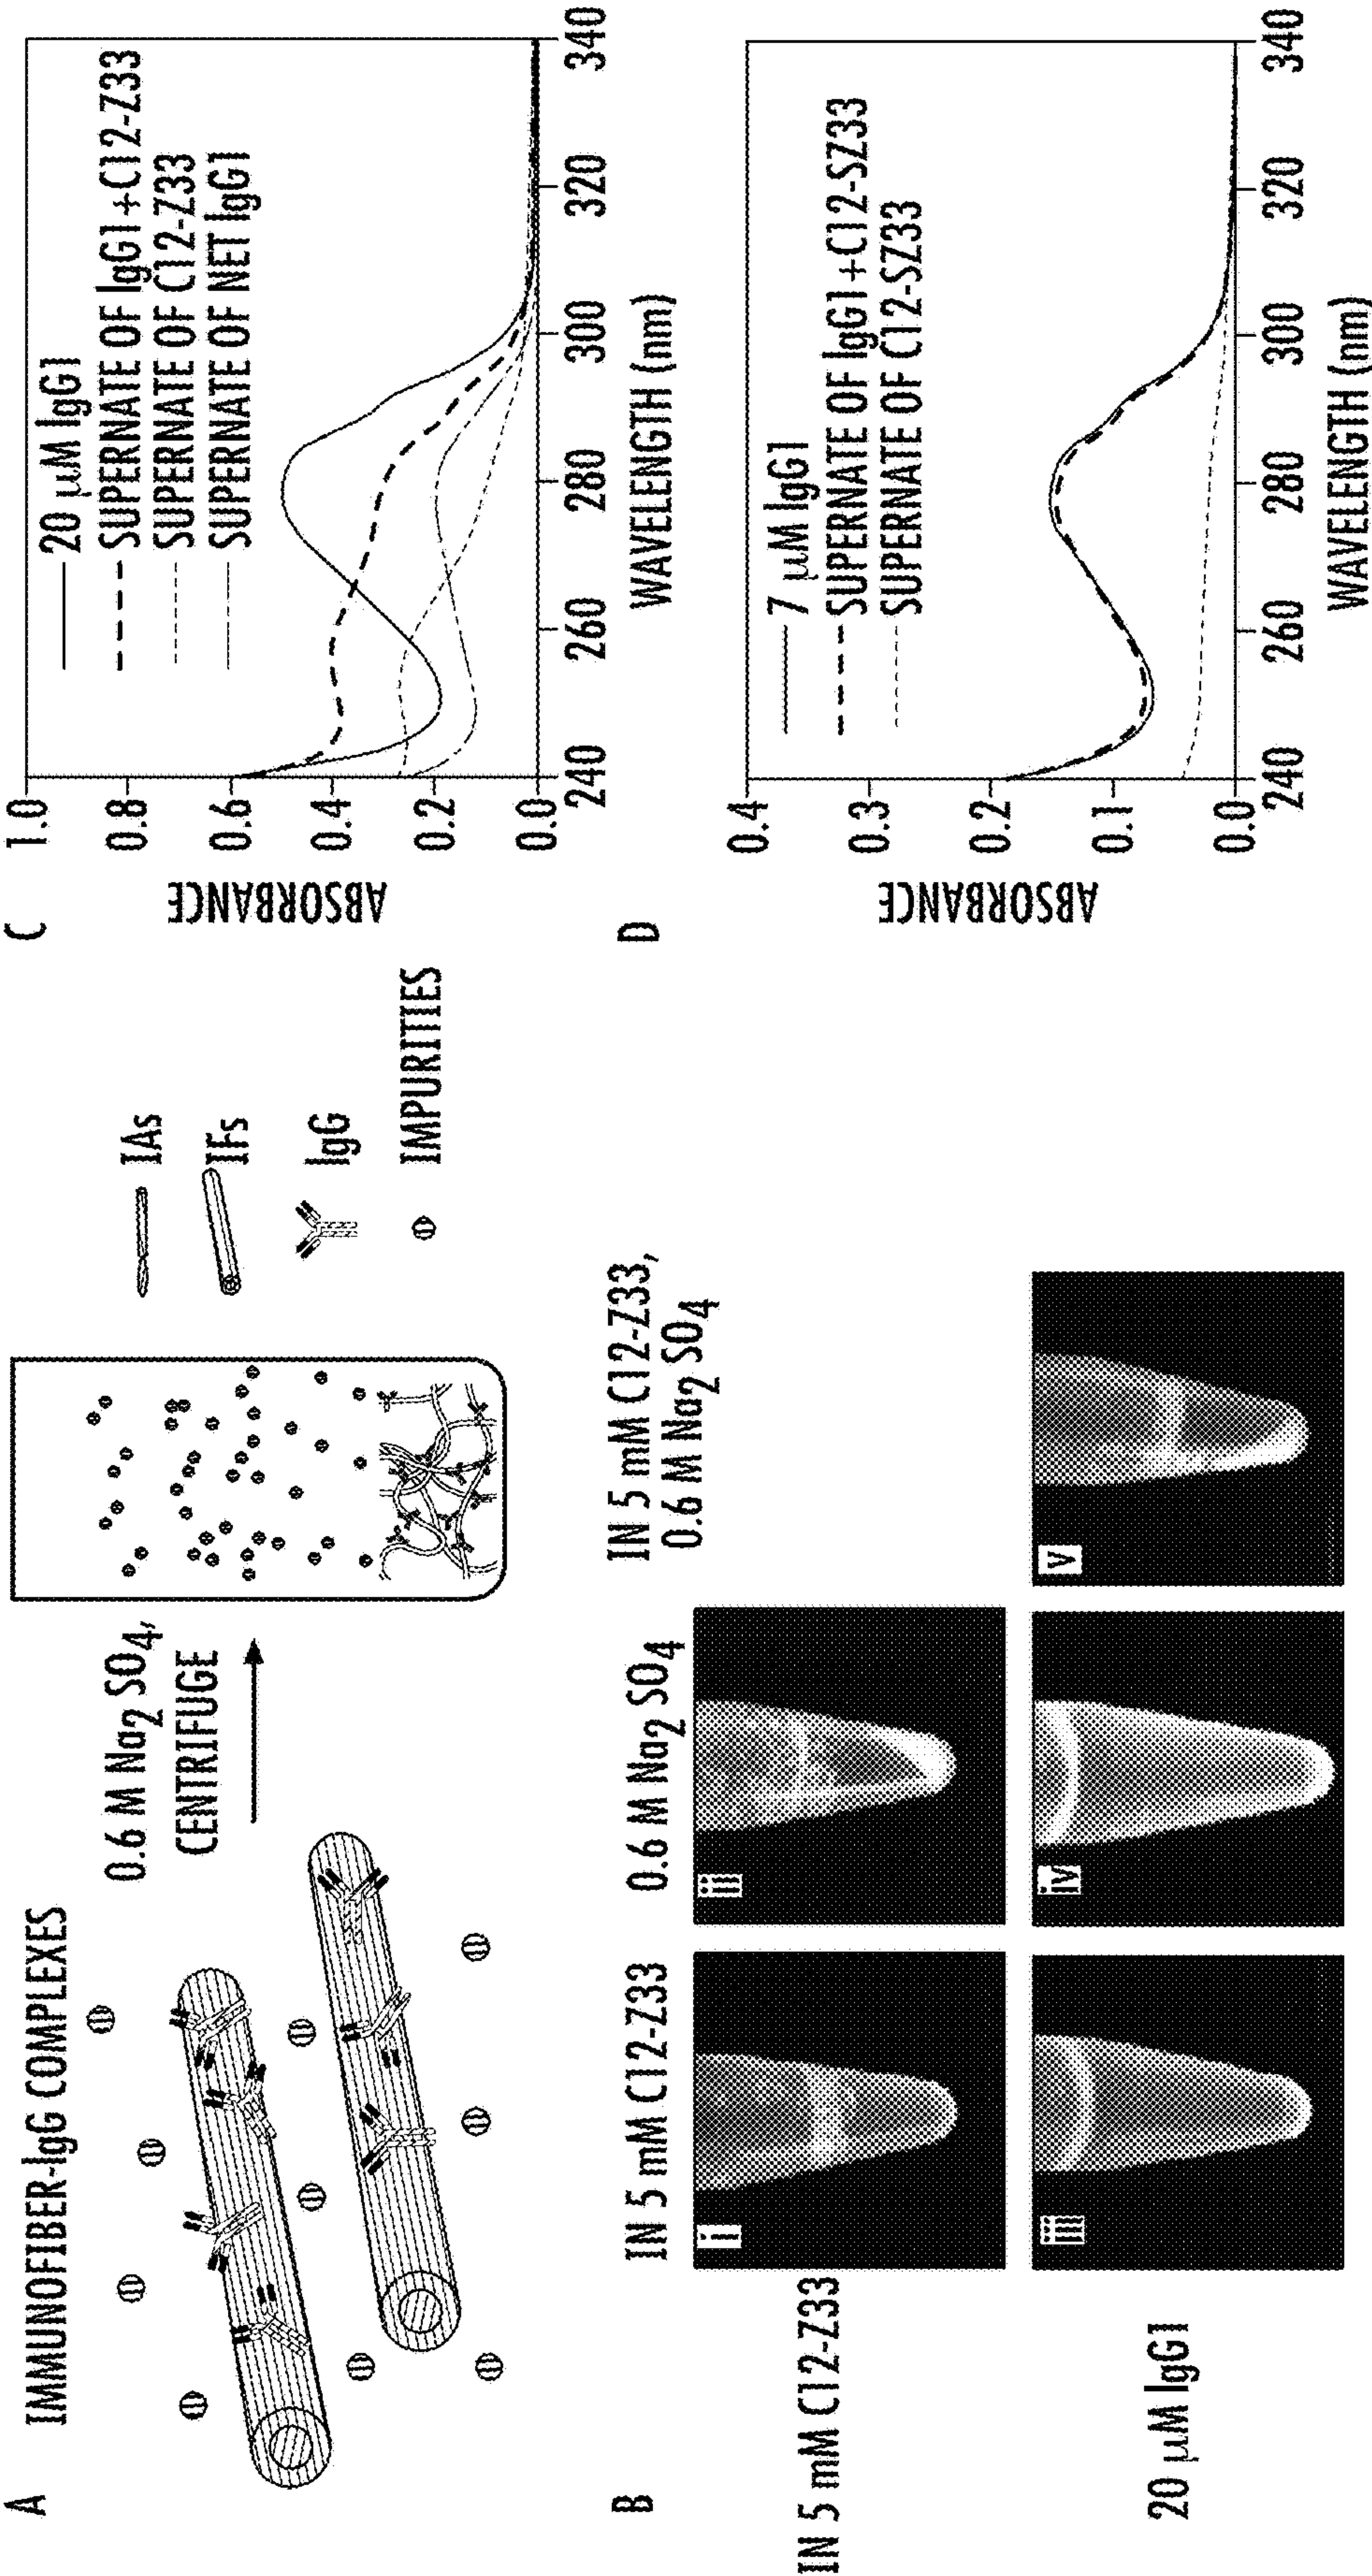 A
IMMUNOFIBER-IgG COMPLEXES
0.6 M Na2 SO4,
CENTRIFUGE
IAs
IFs
IgG
IMPURITIES
B
IN 5 mM C12-Z33
0.6 M Na2 SO4
IN 5 mM C12-Z33,
0.6 M Na2 SO4
IN 5 mM C12-Z33
i
ii
20 μM IgG1
iii
iv
v
C
ABSORBANCE
1.0
0.8
0.6
0.4
0.2
0.0
20 μM IgG1
SUPERNATE OF IgG1+C12-Z33
SUPERNATE OF C12-Z33
SUPERNATE OF NET IgG1
240 260 280 300 320 340
WAVELENGTH (nm)
D
ABSORBANCE
0.4
0.3
0.2
0.1
0.0
7 μM IgG1
SUPERNATE OF IgG1+C12-SZ33
SUPERNATE OF C12-SZ33
240 260 280 300 320 340
WAVELENGTH (nm)